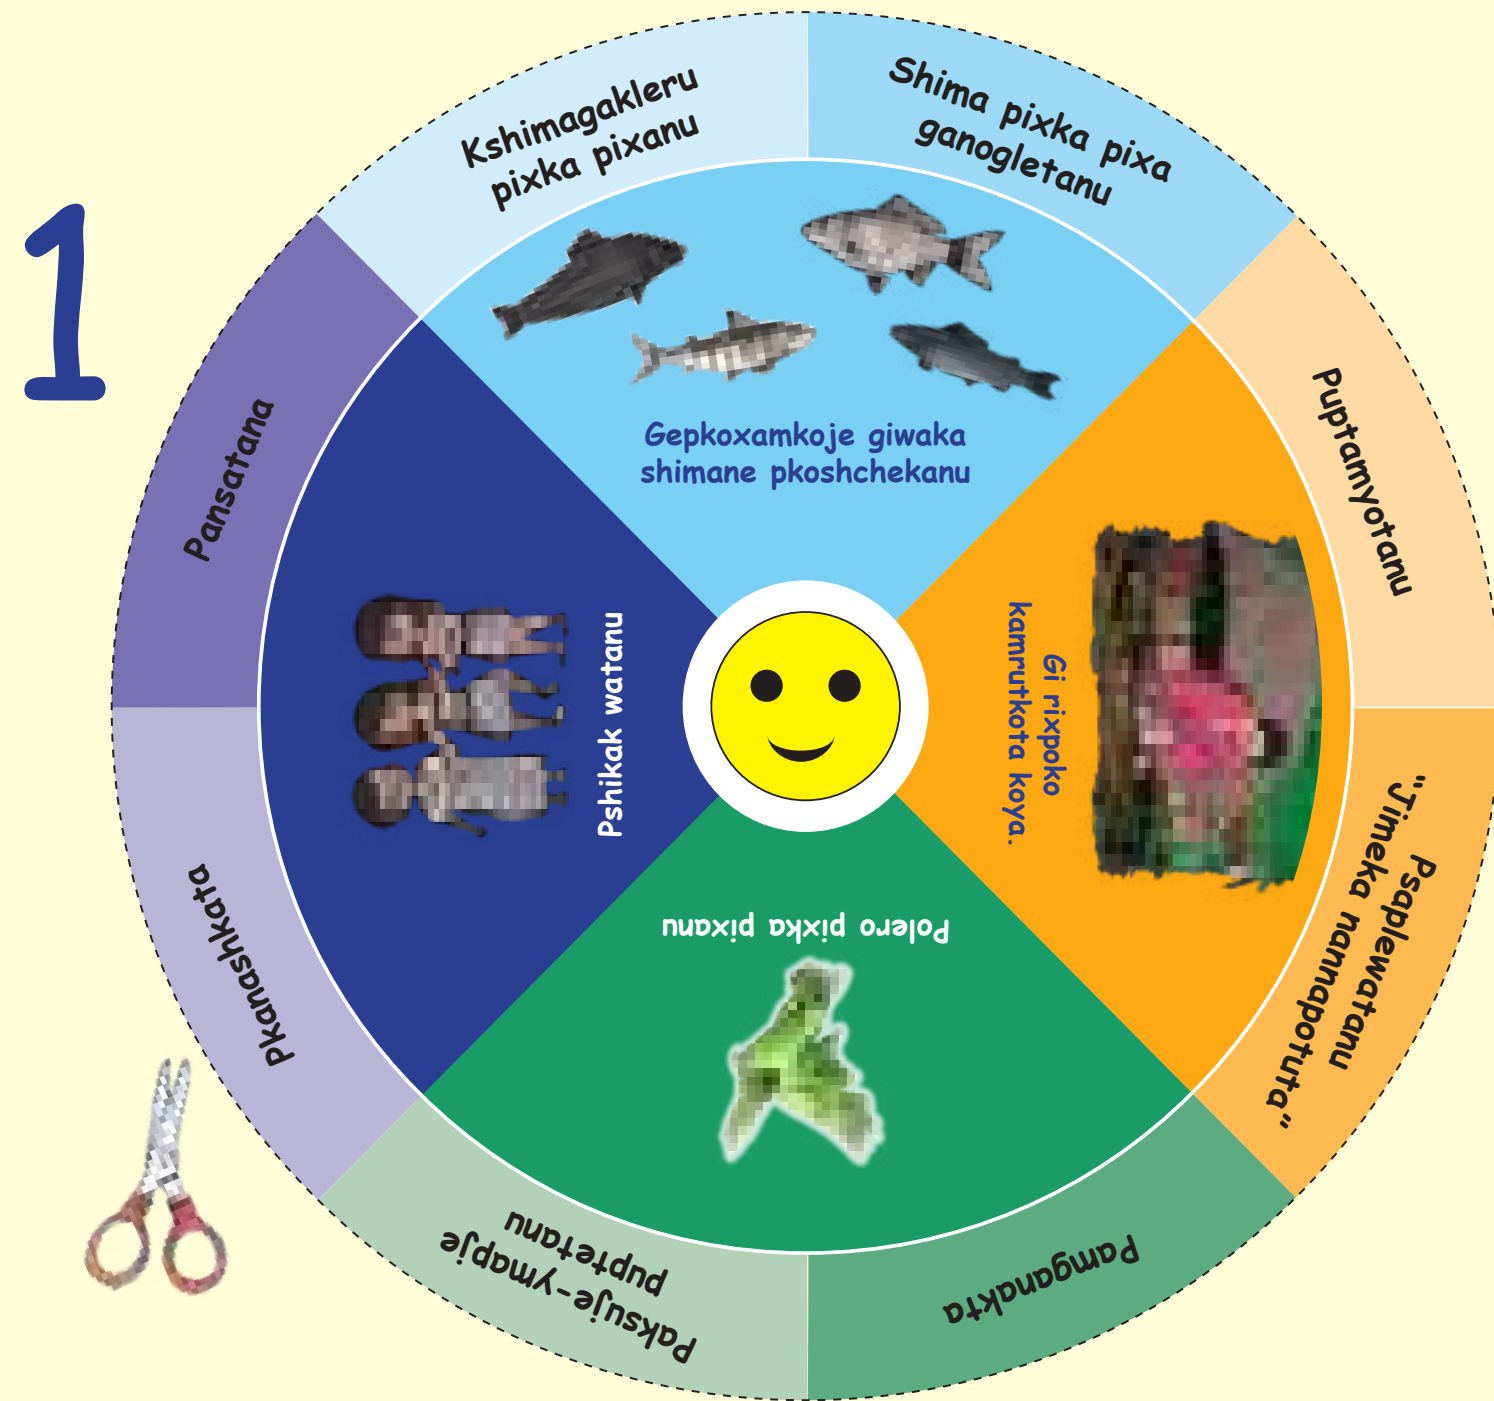 1
Kshimagakleru
pixka pixanu
Shima pixka pixa
ganogletanu
Puptamyotanu
Psaplewatanu
“Jimeka nannapotuta”
Pamganakta
Paksuje-ymapje
puptetanu
Pkanashkata
Pansatana
Gepkoxamkoje giwaka
shimane pkoshchekanu
Gi rixpoko
kamrutkota koya.
Polero pixka pixanu
Pshikak watanu